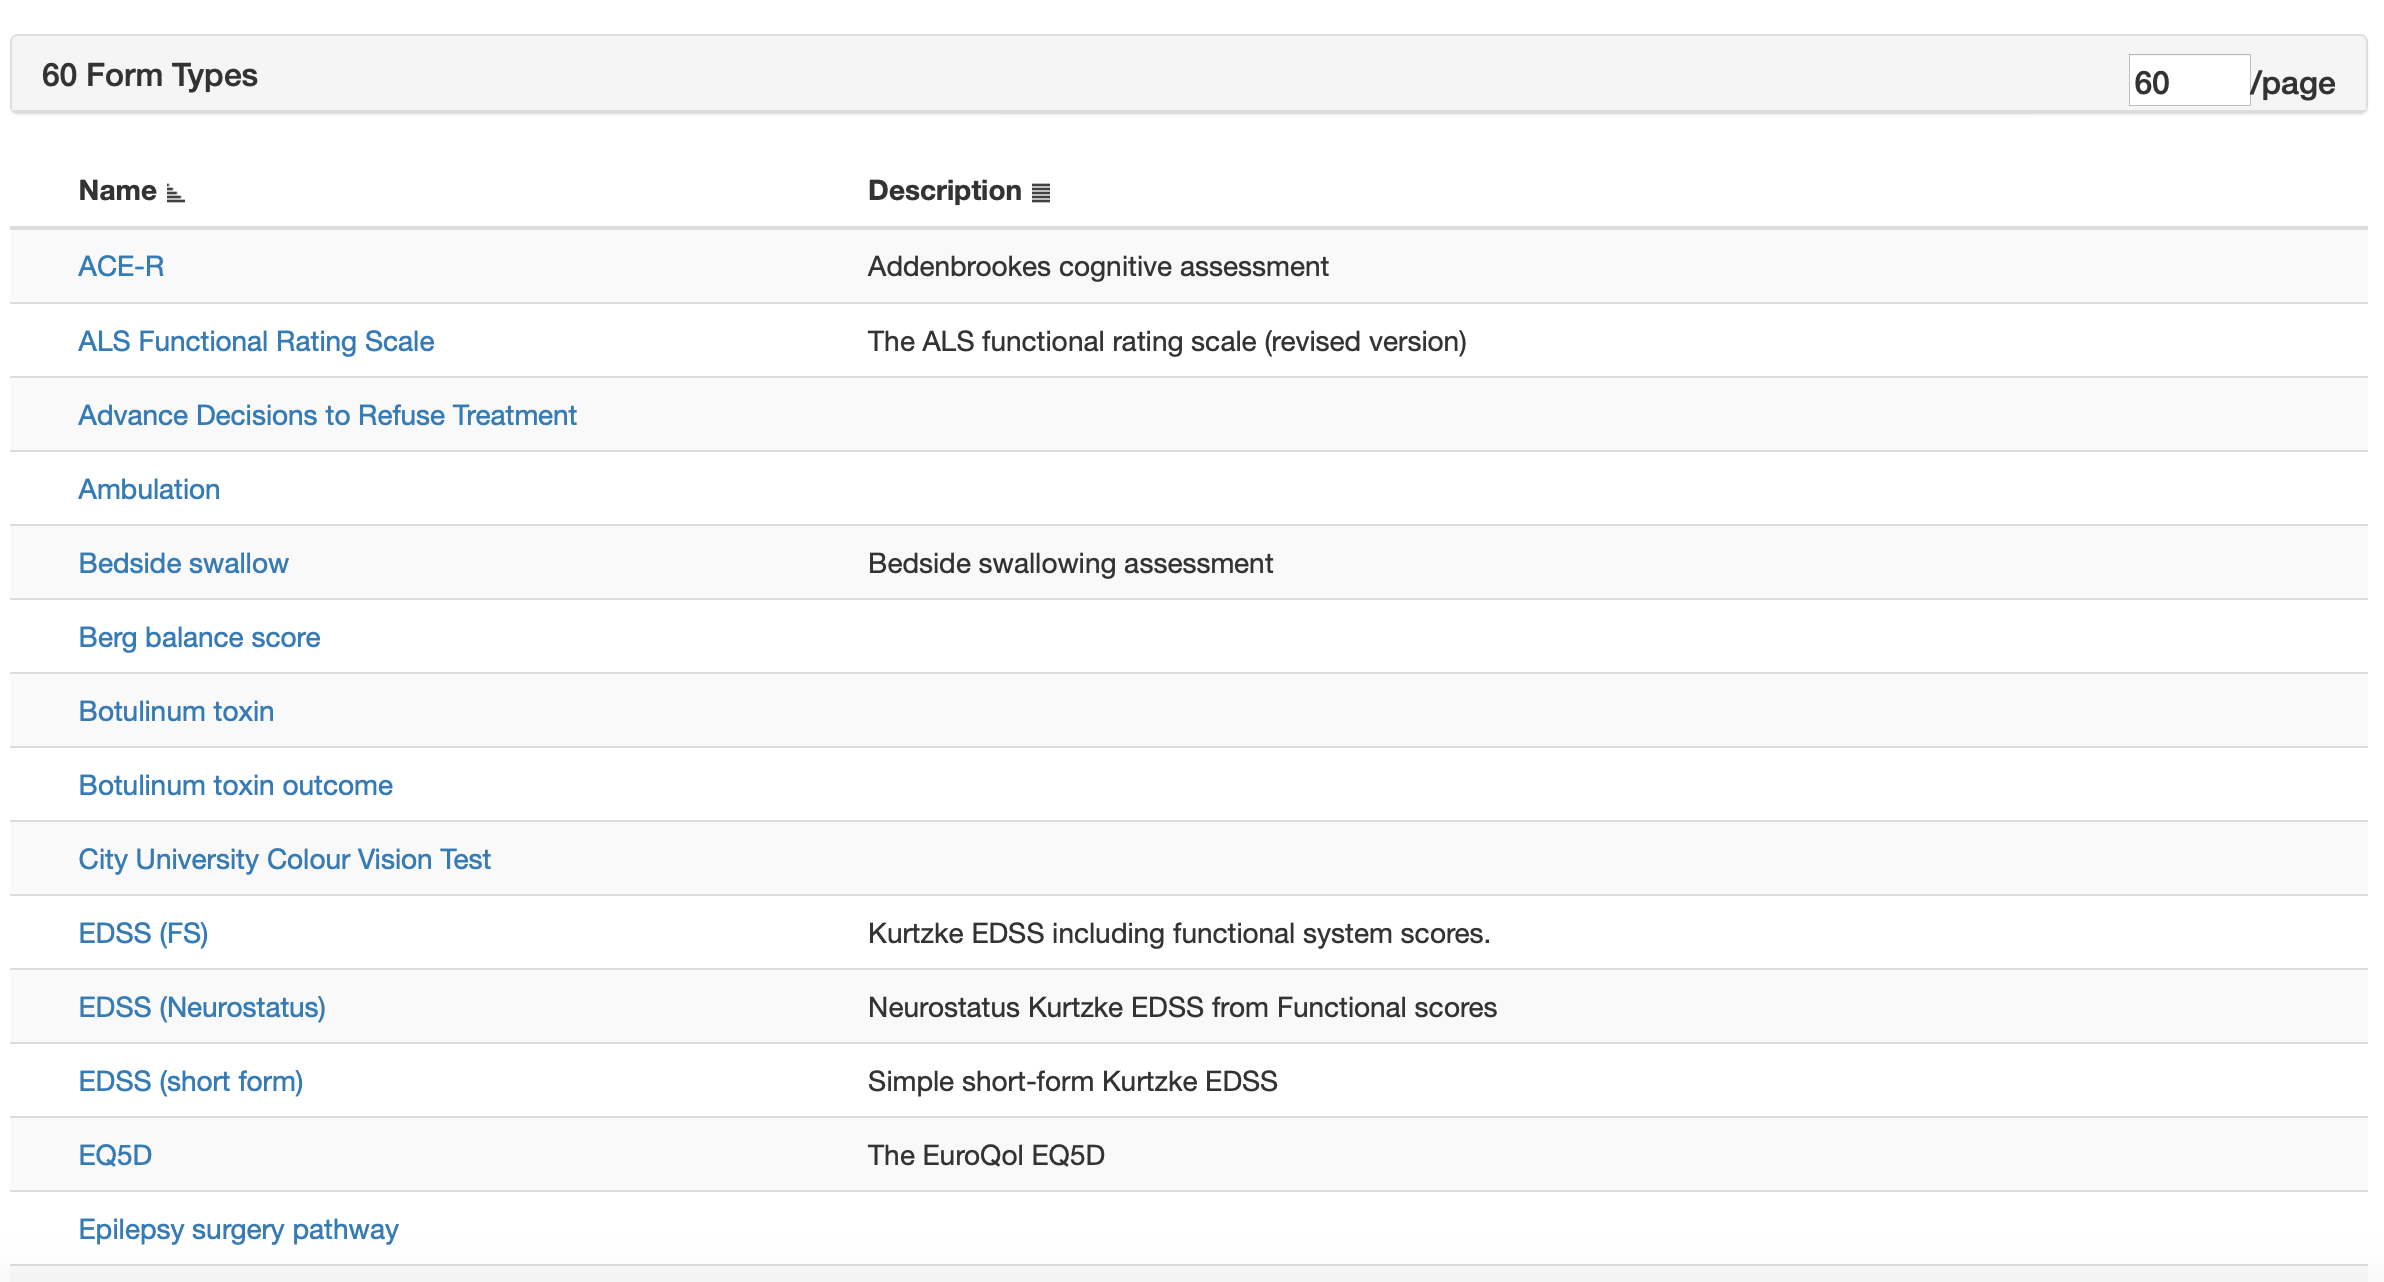 60 Form Types 60 /page
Name Description
ACE-R Addenbrookes cognitive assessment
ALS Functional Rating Scale The ALS functional rating scale (revised version)
Advance Decisions to Refuse Treatment
Ambulation
Bedside swallow Bedside swallowing assessment
Berg balance score
Botulinum toxin
Botulinum toxin outcome
City University Colour Vision Test
EDSS (FS) Kurtzke EDSS including functional system scores.
EDSS (Neurostatus) Neurostatus Kurtzke EDSS from Functional scores
EDSS (short form) Simple short-form Kurtzke EDSS
EQ5D The EuroQol EQ5D
Epilepsy surgery pathway